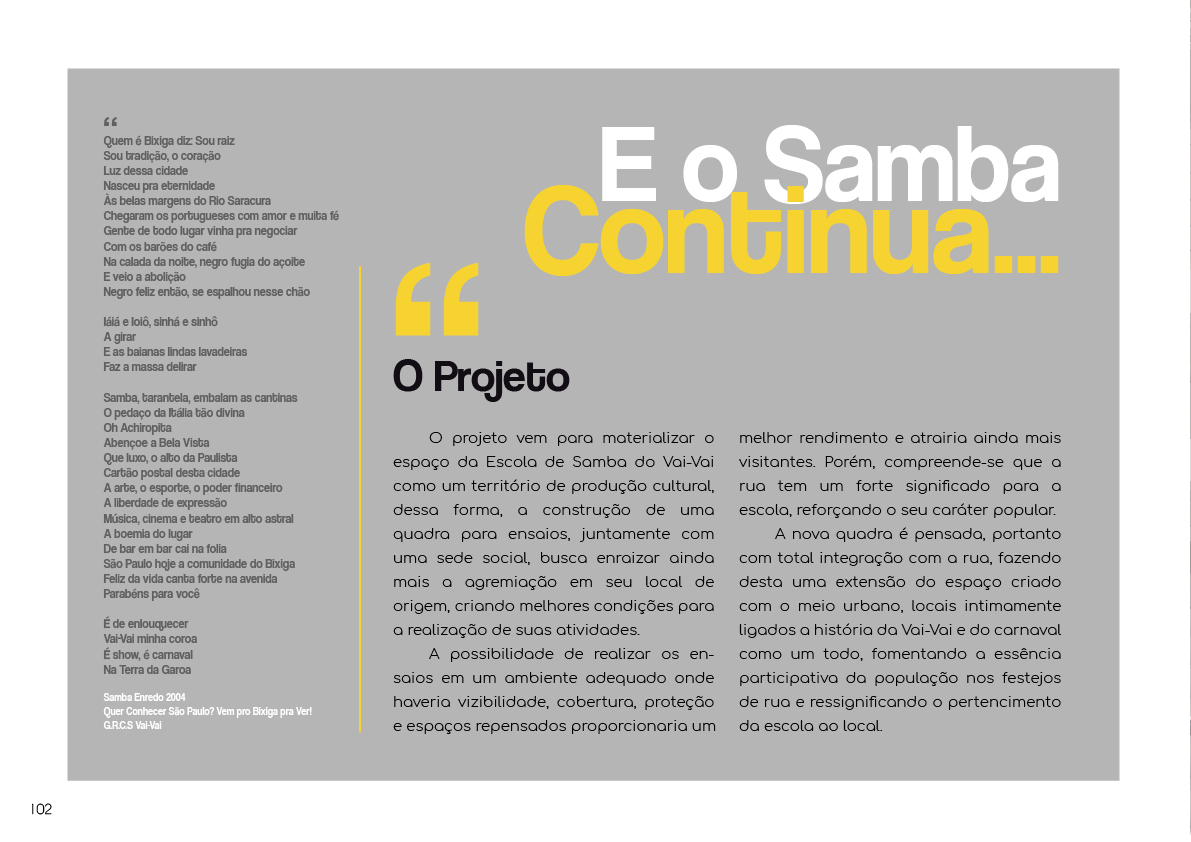 “
Quem é Bixiga diz: Sou raiz
Sou tradição, o coração
Luz dessa cidade
Nasceu pra eternidade
Às belas margens do Rio Saracura
Chegaram os portugueses com amor e muita fé
Gente de todo lugar vinha pra negociar
Com os barões do café
Na calada da noite, negro fugia do açoite
E veio a abolição
Negro feliz então, se espalhou nesse chão
Iáiá e Ioiô, sinhá e sinhô
A girar
E as baianas lindas lavadeiras
Faz a massa delirar
Samba, tarantela, embalam as cantinas
O pedaço da Itália tão divina
Oh Achiropita
Abençoe a Bela Vista
Que luxo, o alto da Paulista
Cartão postal desta cidade
A arte, o esporte, o poder financeiro
A liberdade de expressão
Música, cinema e teatro em alto astral
A boemia do lugar
De bar em bar cai na folia
São Paulo hoje a comunidade do Bixiga
Feliz da vida canta forte na avenida
Parabéns para você
É de enlouquecer
Vai-Vai minha coroa
É show, é carnaval
Na Terra da Garoa
Samba Enredo 2004
Quer Conhecer São Paulo? Vem pro Bixiga pra Ver!
G.R.C.S Vai-Vai
E o Samba
Continua...
“
O Projeto
O projeto vem para materializar o
espaço da Escola de Samba do Vai-Vai
como um território de produção cultural,
dessa forma, a construção de uma
quadra para ensaios, juntamente com
uma sede social, busca enraizar ainda
mais a agremiação em seu local de
origem, criando melhores condições para
a realização de suas atividades.
A possibilidade de realizar os en-
saios em um ambiente adequado onde
haveria vizibilidade, cobertura, proteção
e espaços repensados proporcionaria um
melhor rendimento e atrairia ainda mais
visitantes. Porém, compreende-se que a
rua tem um forte significado para a
escola, reforçando o seu caráter popular.
A nova quadra é pensada, portanto
com total integração com a rua, fazendo
desta uma extensão do espaço criado
com o meio urbano, locais intimamente
ligados a história da Vai-Vai e do carnaval
como um todo, fomentando a essência
participativa da população nos festejos
de rua e ressignificando o pertencimento
da escola ao local.
102